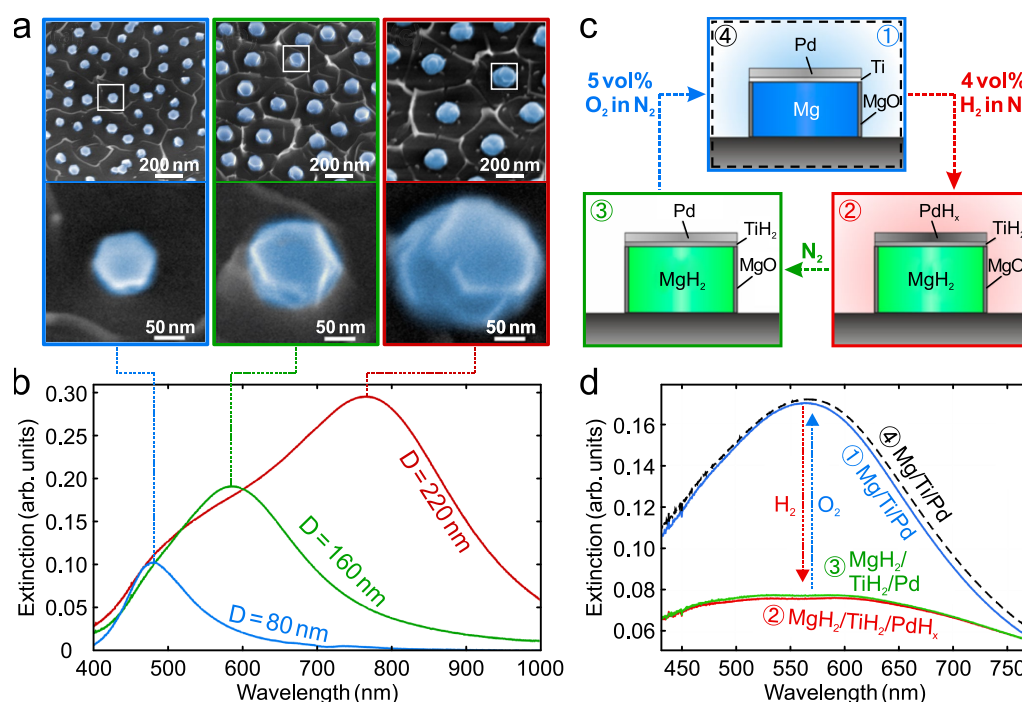 a
200 nm
200 nm
200 nm
50 nm
50 nm
50 nm
b
Extinction (arb. units)
0.30
0.20
0.10
0.05
0
400
500
600
700
800
900
1000
Wavelength (nm)
D = 80 nm
D = 160 nm
D = 220 nm
c
④
①
Pd
Ti
Mg
MgO
5 vol%
O₂ in N₂
4 vol%
H₂ in N
③
Pd
TiH₂
MgO
MgH₂
N₂
②
PdHₓ
TiH₂
MgO
MgH₂
d
Extinction (arb. units)
0.16
0.14
0.12
0.10
0.08
0.06
450
500
550
600
650
700
750
Wavelength (nm)
H₂
O₂
④ Mg/Ti/Pd
① Mg/Ti/Pd
③ MgH₂/
TiH₂/Pd
② MgH₂/TiH₂/PdHₓ